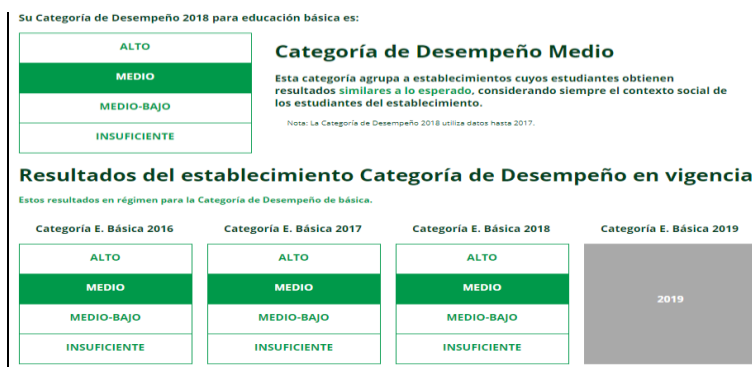 Su Categoría de Desempeño 2018 para educación básica es:
ALTO
MEDIO
MEDIO-BAJO
INSUFICIENTE
Categoría de Desempeño Medio
Esta categoría agrupa a establecimientos cuyos estudiantes obtienen
resultados similares a lo esperado, considerando siempre el contexto social de
los estudiantes del establecimiento.
Nota: La Categoría de Desempeño 2018 utiliza datos hasta 2017.
Resultados del establecimiento Categoría de Desempeño en vigencia
Estos resultados en régimen para la Categoría de Desempeño de básica.
Categoría E. Básica 2016
ALTO
MEDIO
MEDIO-BAJO
INSUFICIENTE
Categoría E. Básica 2017
ALTO
MEDIO
MEDIO-BAJO
INSUFICIENTE
Categoría E. Básica 2018
ALTO
MEDIO
MEDIO-BAJO
INSUFICIENTE
Categoría E. Básica 2019
2019